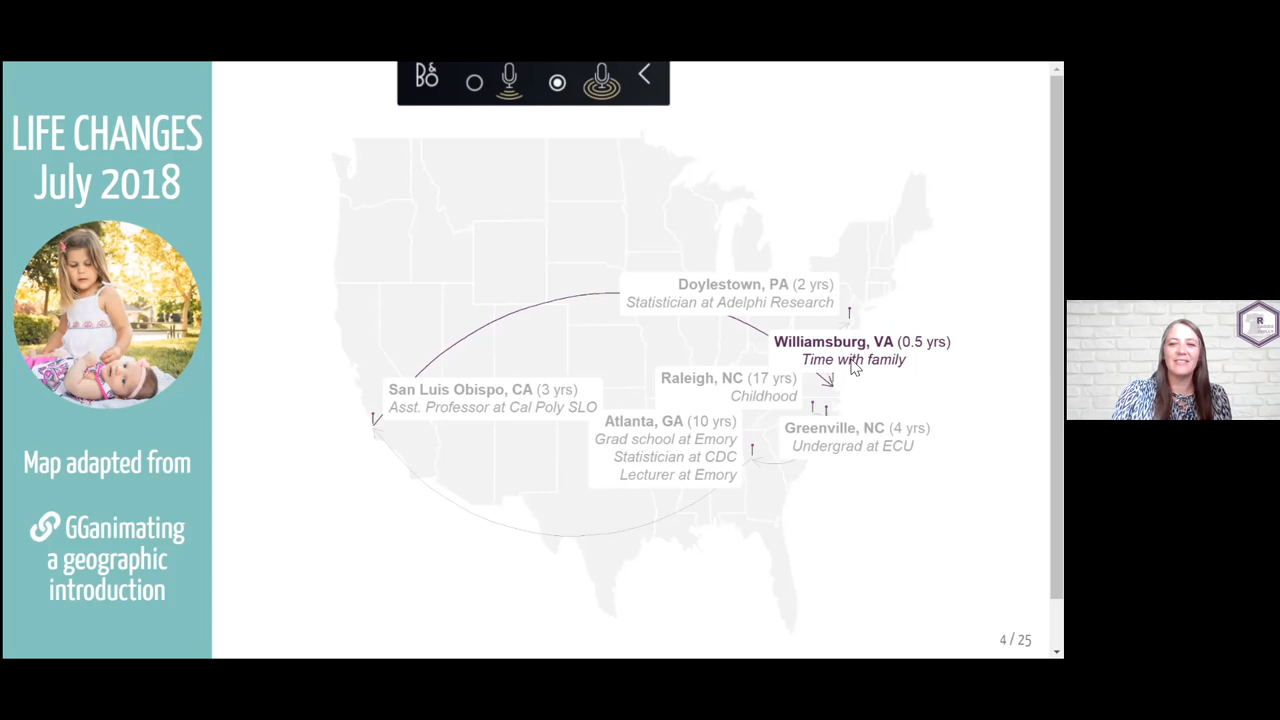 LIFE CHANGES
July 2018
Map adapted from
GGanimating
a geographic
introduction
B&O
Doylestown, PA (2 yrs)
Statistician at Adelphi Research
Williamsburg, VA (0.5 yrs)
Time with family
Raleigh, NC (17 yrs)
Childhood
San Luis Obispo, CA (3 yrs)
Asst. Professor at Cal Poly SLO
Atlanta, GA (10 yrs)
Grad school at Emory
Statistician at CDC
Lecturer at Emory
Greenville, NC (4 yrs)
Undergrad at ECU
4 / 25
R